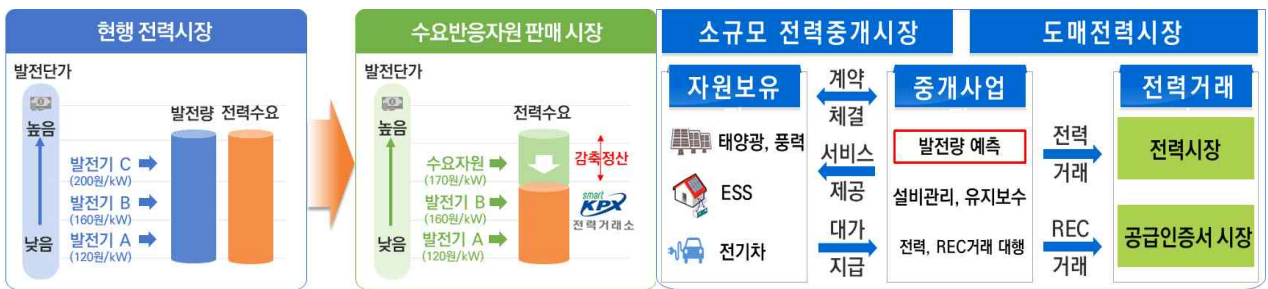 현행 전력시장
발전단가
높음
낮음
발전량 전력수요
발전기 C
(200원/kW)
발전기 B
(160원/kW)
발전기 A
(120원/kW)
수요반응자원 판매 시장
발전단가
높음
낮음
전력수요
수요자원
(170원/kW)
발전기 B
(160원/kW)
발전기 A
(120원/kW)
감축정산
smart
KPX
전력거래소
소규모 전력중개시장
도매전력시장
자원보유
태양광, 풍력
ESS
전기차
계약
체결
서비스
제공
대가
지급
중개사업
발전량 예측
설비관리, 유지보수
전력, REC거래 대행
전력
거래
REC
거래
전력거래
전력시장
공급인증서 시장